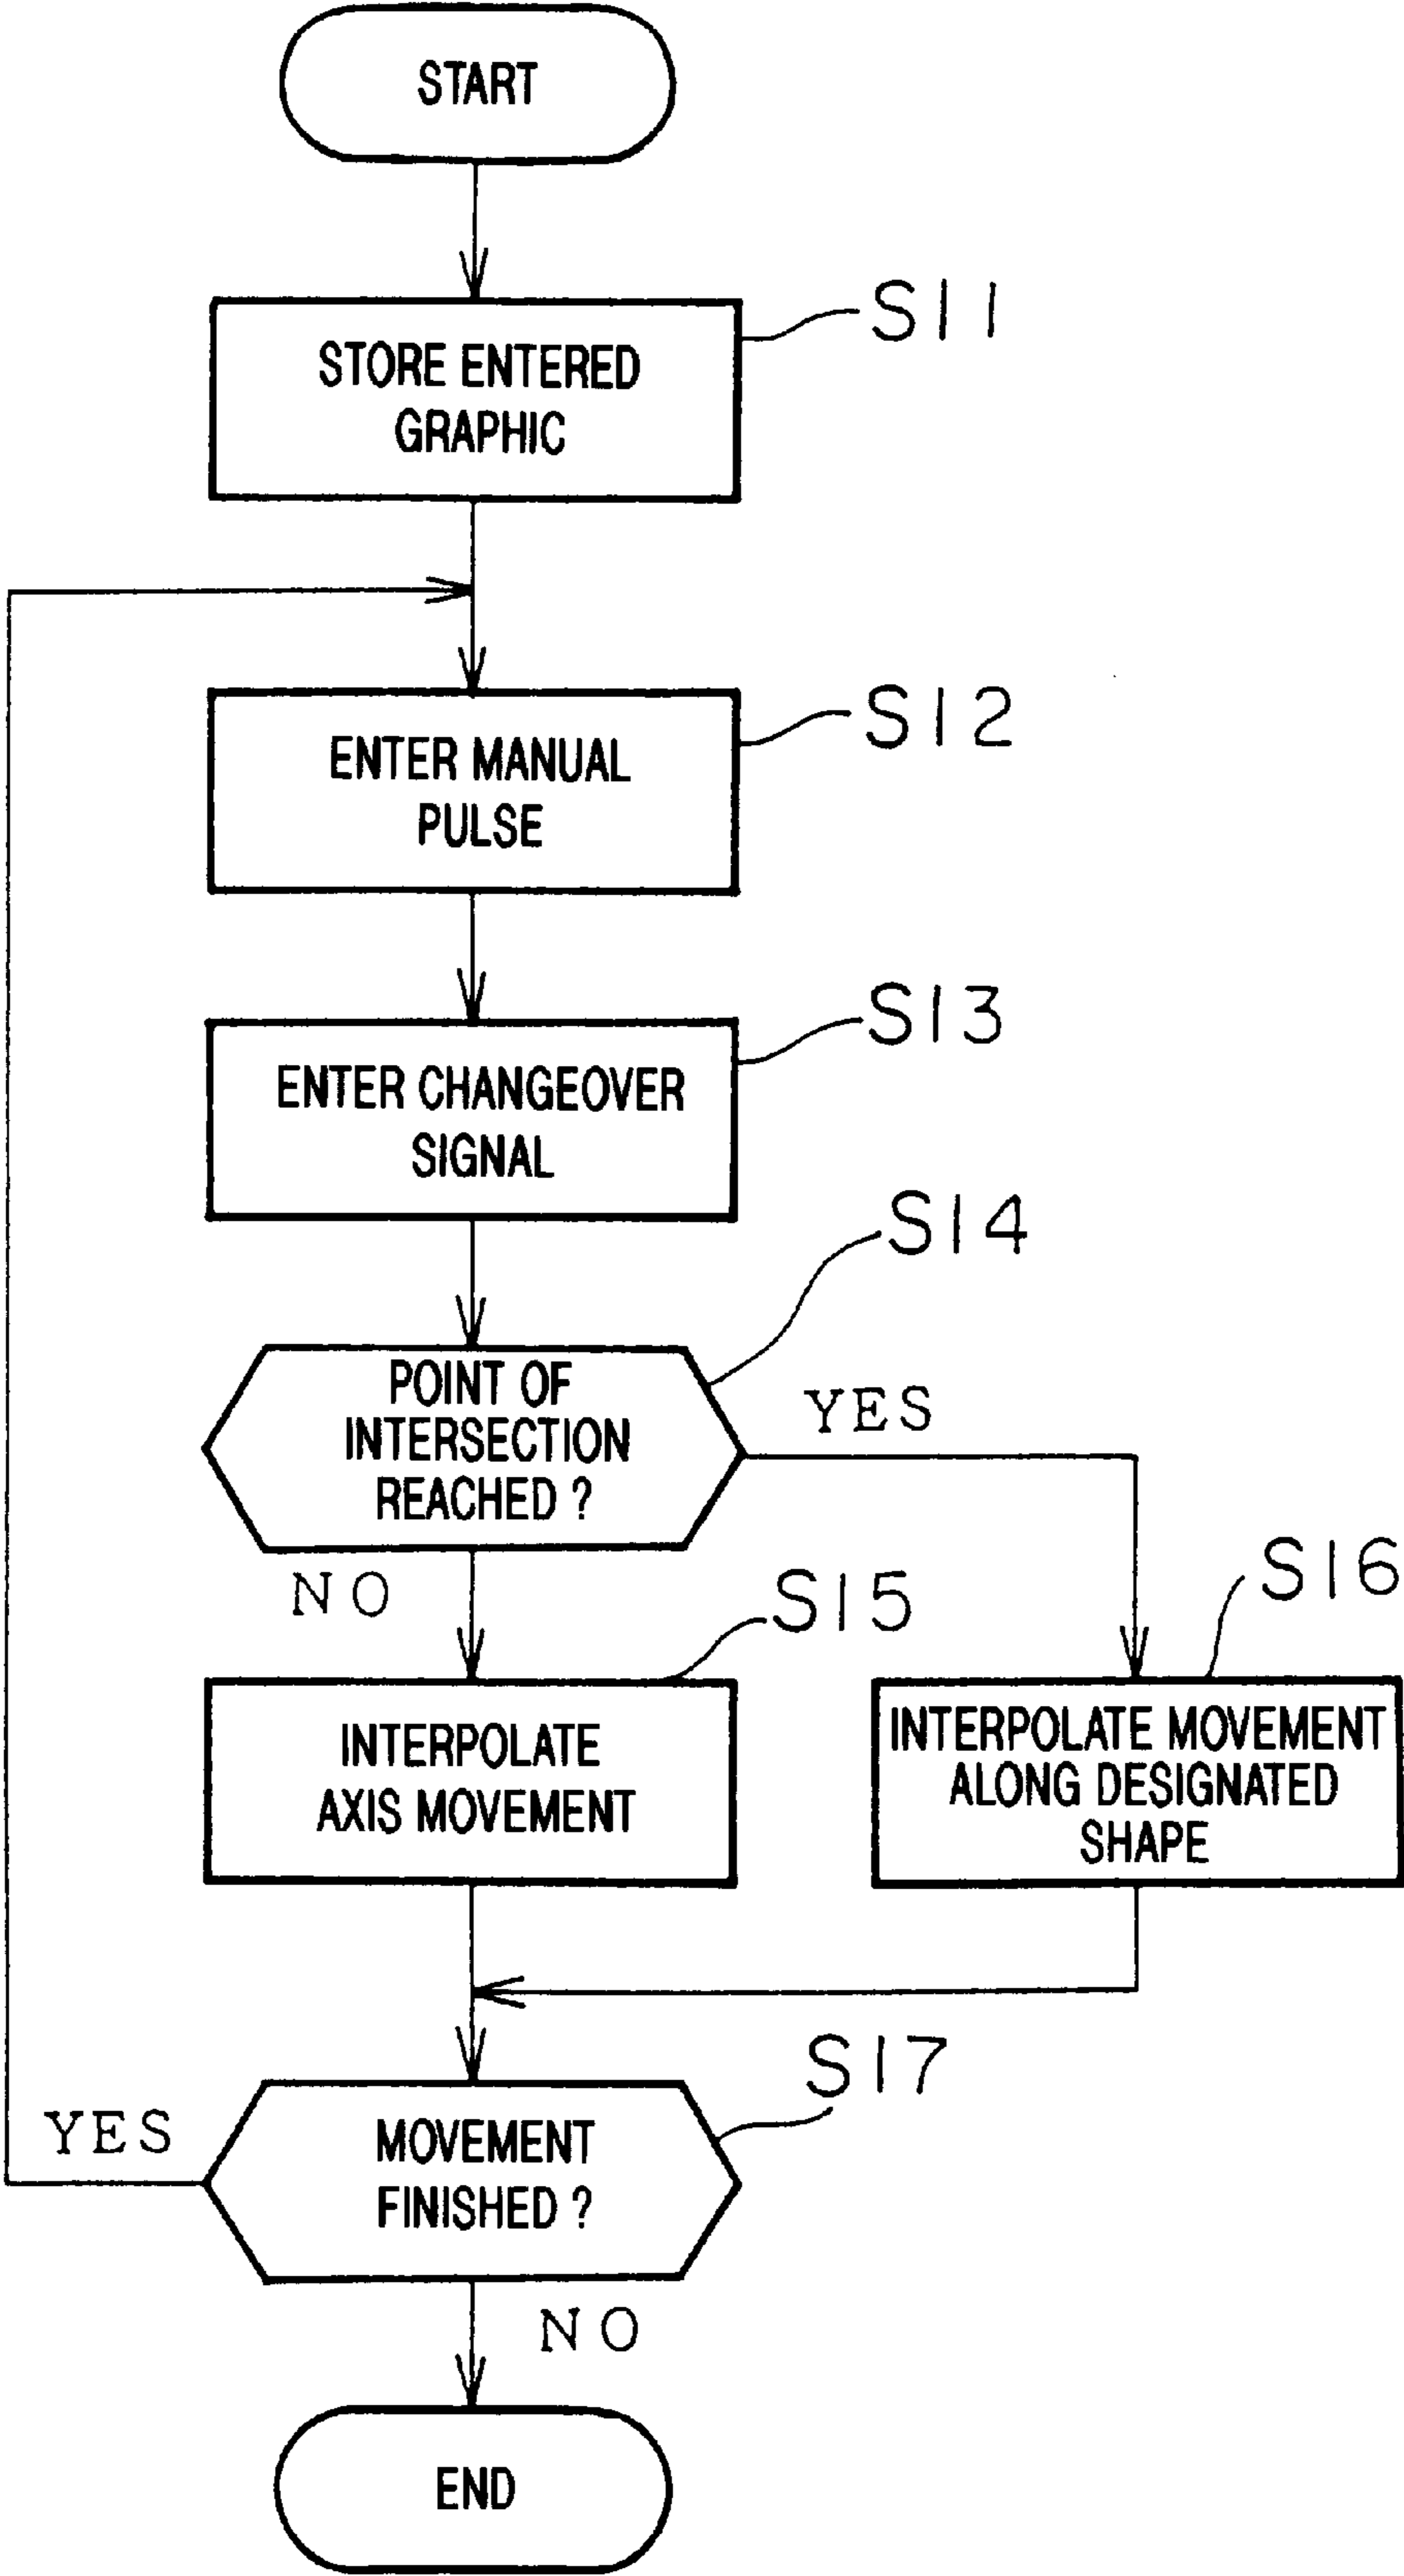 START
S11
STORE ENTERED
GRAPHIC
S12
ENTER MANUAL
PULSE
S13
ENTER CHANGEOVER
SIGNAL
S14
POINT OF
INTERSECTION
REACHED ?
YES
NO
S15
S16
INTERPOLATE
AXIS MOVEMENT
INTERPOLATE MOVEMENT
ALONG DESIGNATED
SHAPE
S17
YES
MOVEMENT
FINISHED ?
NO
END